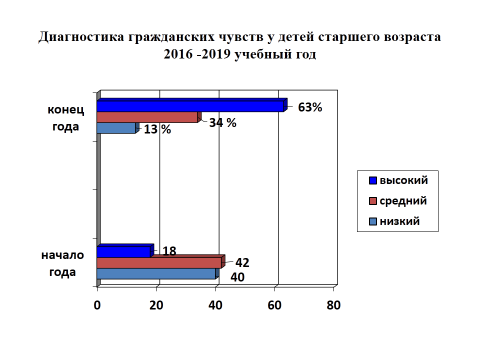 Диагностика гражданских чувств у детей старшего возраста
2016 -2019 учебный год
конец
года
63%
34 %
13 %
высокий
средний
низкий
начало
года
18
42
40
0 20 40 60 80